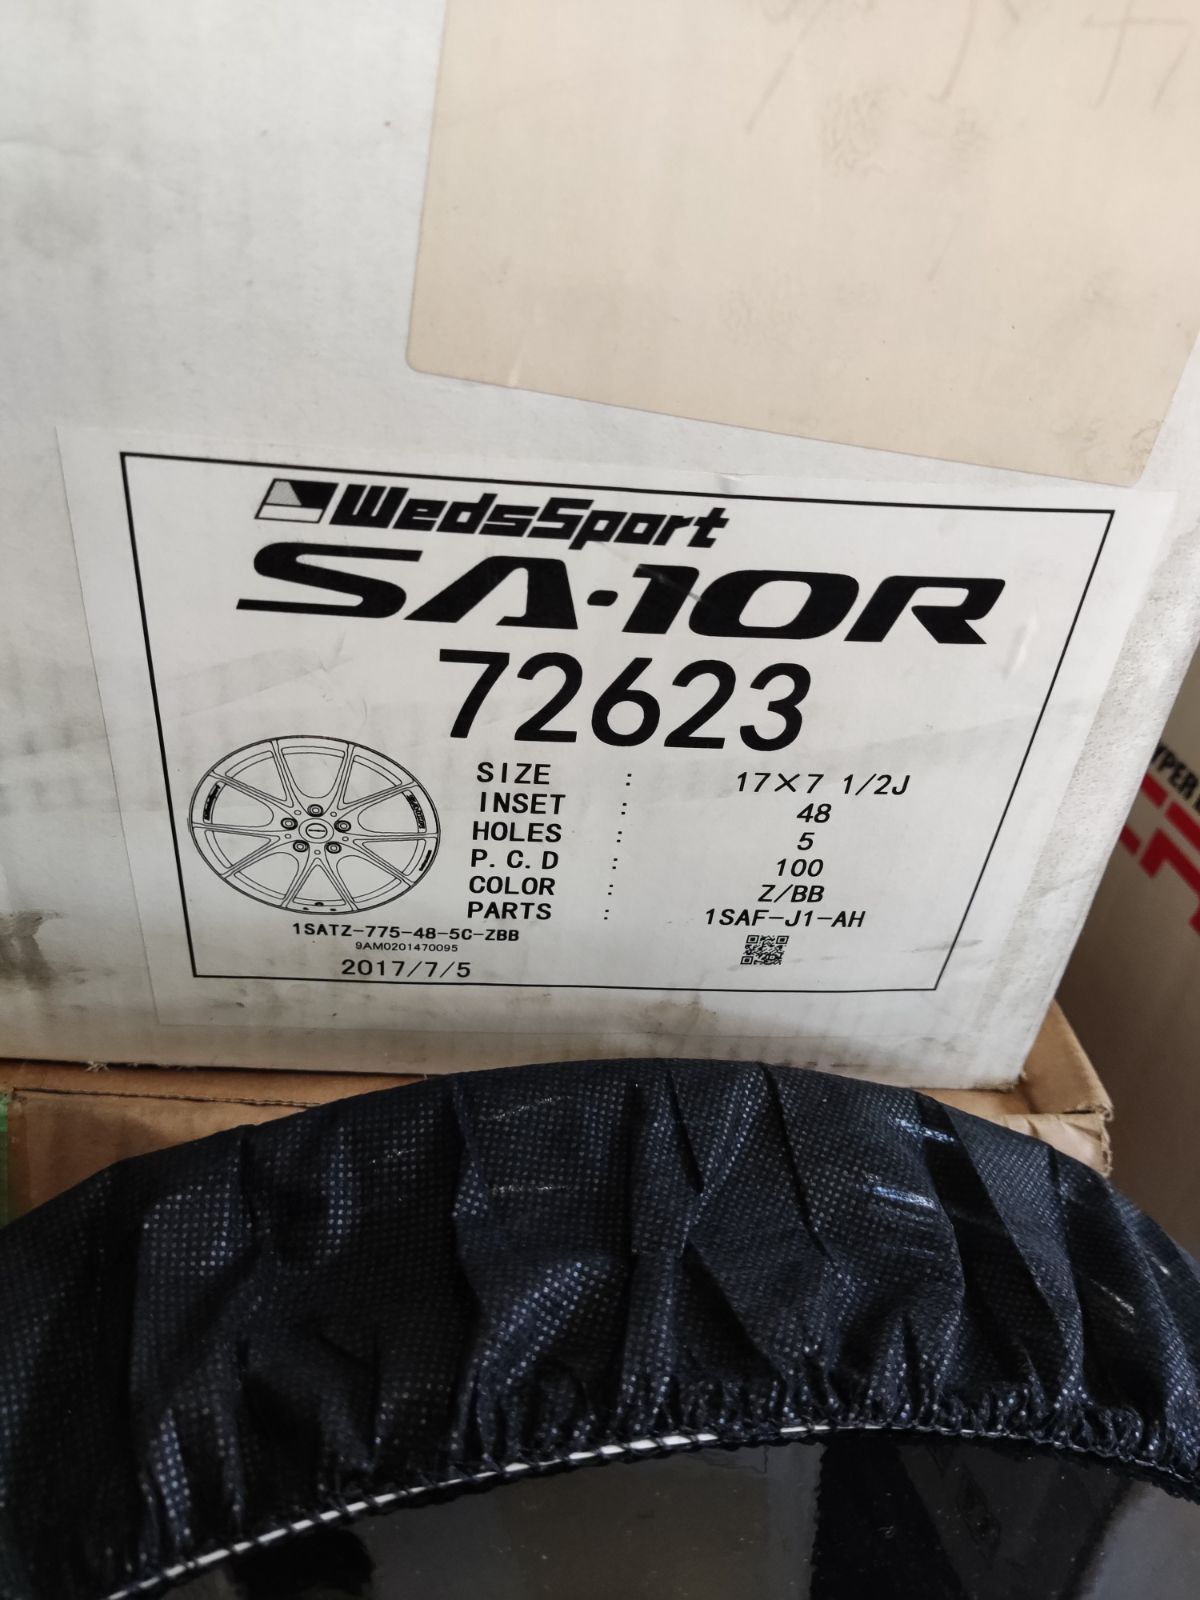 WedsSport
SA-10R
72623
SIZE : 17×7 1/2J
INSET : 48
HOLES : 5
P.C.D : 100
COLOR : Z/BB
PARTS : 1SAF-J1-AH
1SATZ-775-48-5C-ZBB
9AM0201470095
2017/7/5